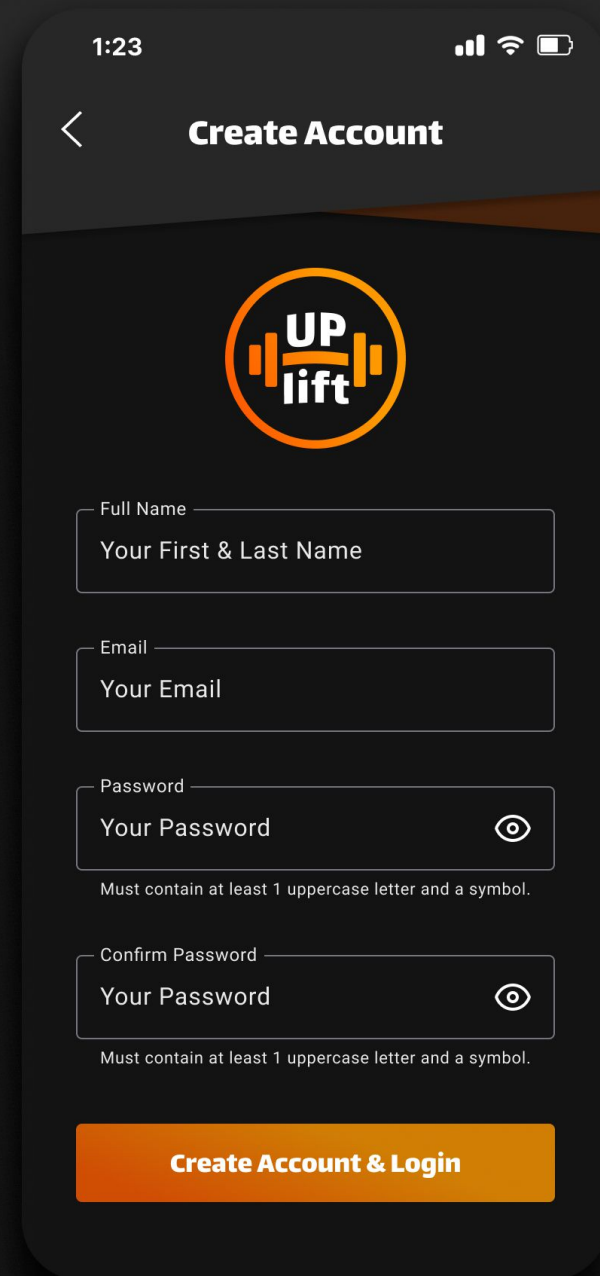 1:23
Create Account
UP
lift
Full Name
Your First & Last Name
Email
Your Email
Password
Your Password
Must contain at least 1 uppercase letter and a symbol.
Confirm Password
Your Password
Must contain at least 1 uppercase letter and a symbol.
Create Account & Login